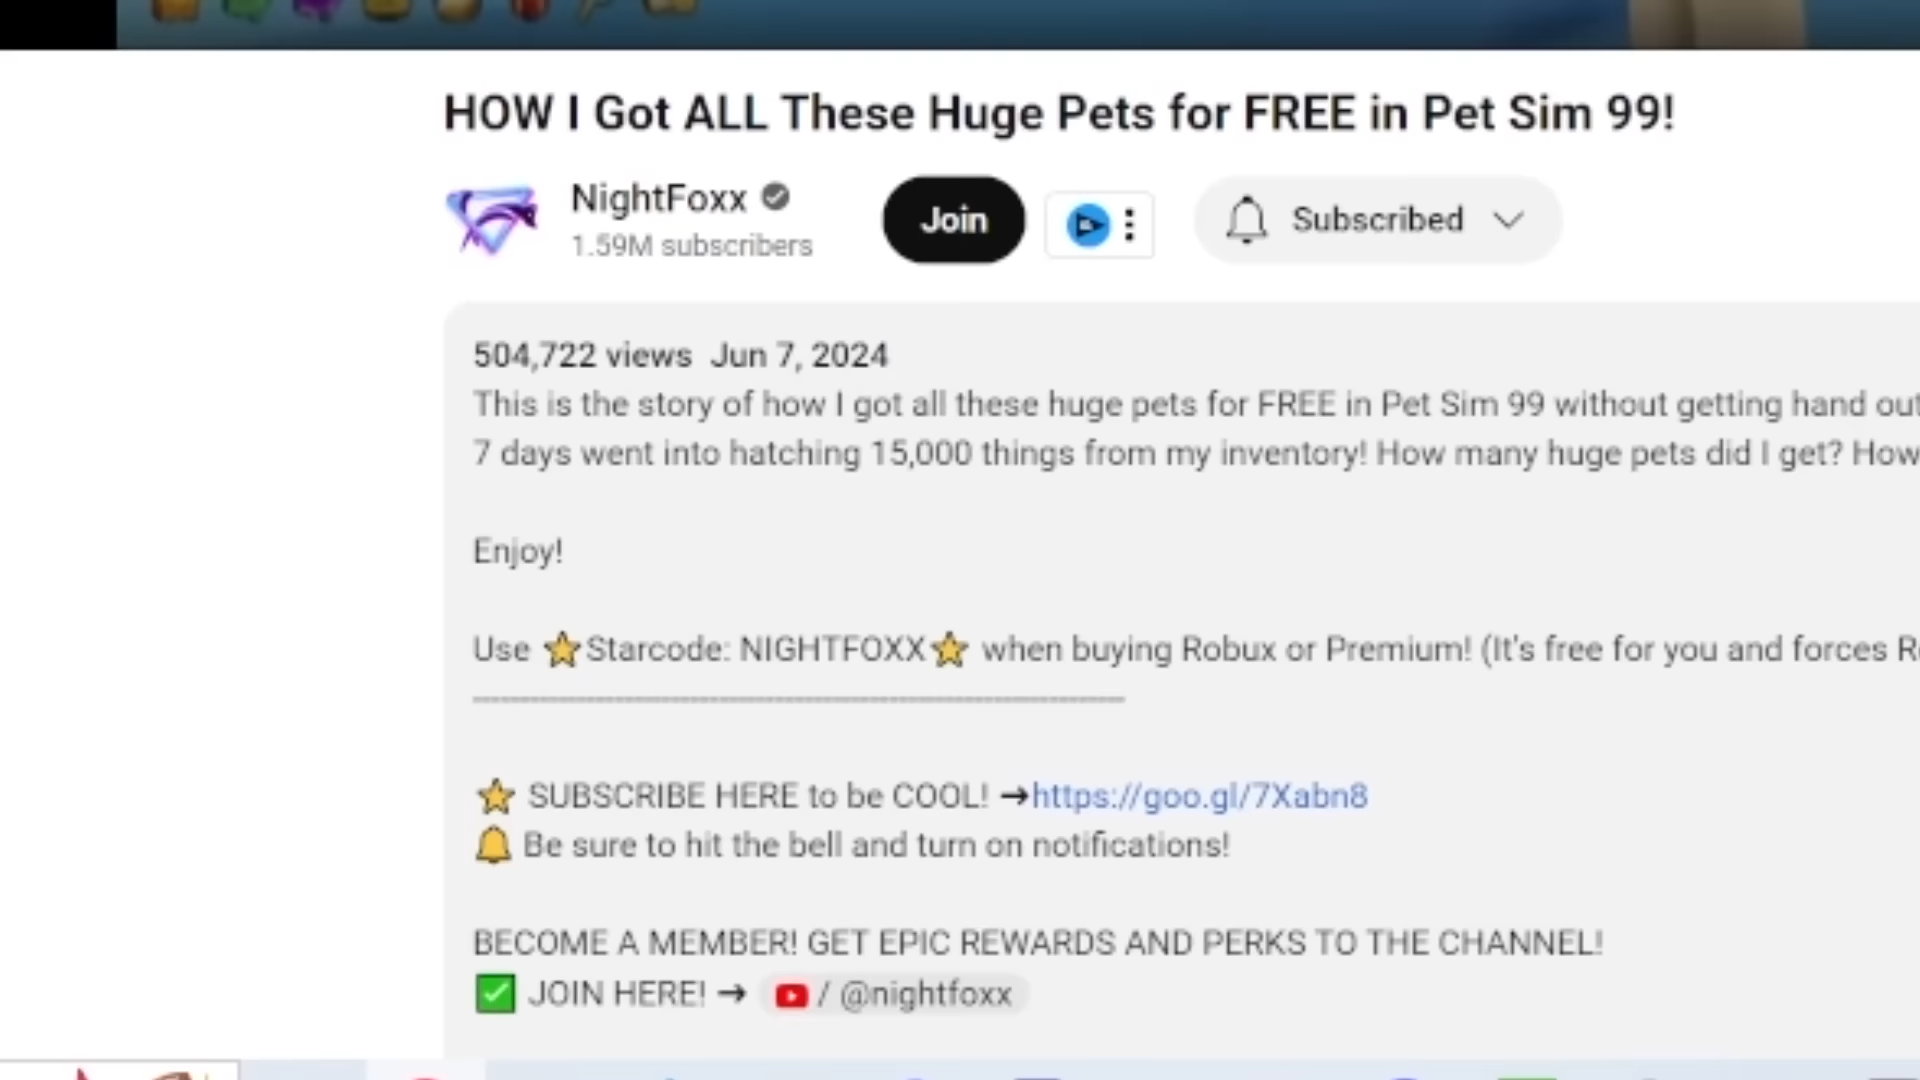 HOW I Got ALL These Huge Pets for FREE in Pet Sim 99!
NightFoxx
1.59M subscribers
Join
Subscribed
504,722 views Jun 7, 2024
This is the story of how I got all these huge pets for FREE in Pet Sim 99 without getting hand
7 days went into hatching 15,000 things from my inventory! How many huge pets did I get? How
Enjoy!
Use ⭐Starcode: NIGHTFOXX⭐ when buying Robux or Premium! (It's free for you and forces
⭐ SUBSCRIBE HERE to be COOL! ➞https://goo.gl/7Xabn8
🔔 Be sure to hit the bell and turn on notifications!
BECOME A MEMBER! GET EPIC REWARDS AND PERKS TO THE CHANNEL!
✅ JOIN HERE! ➞ / @nightfoxx